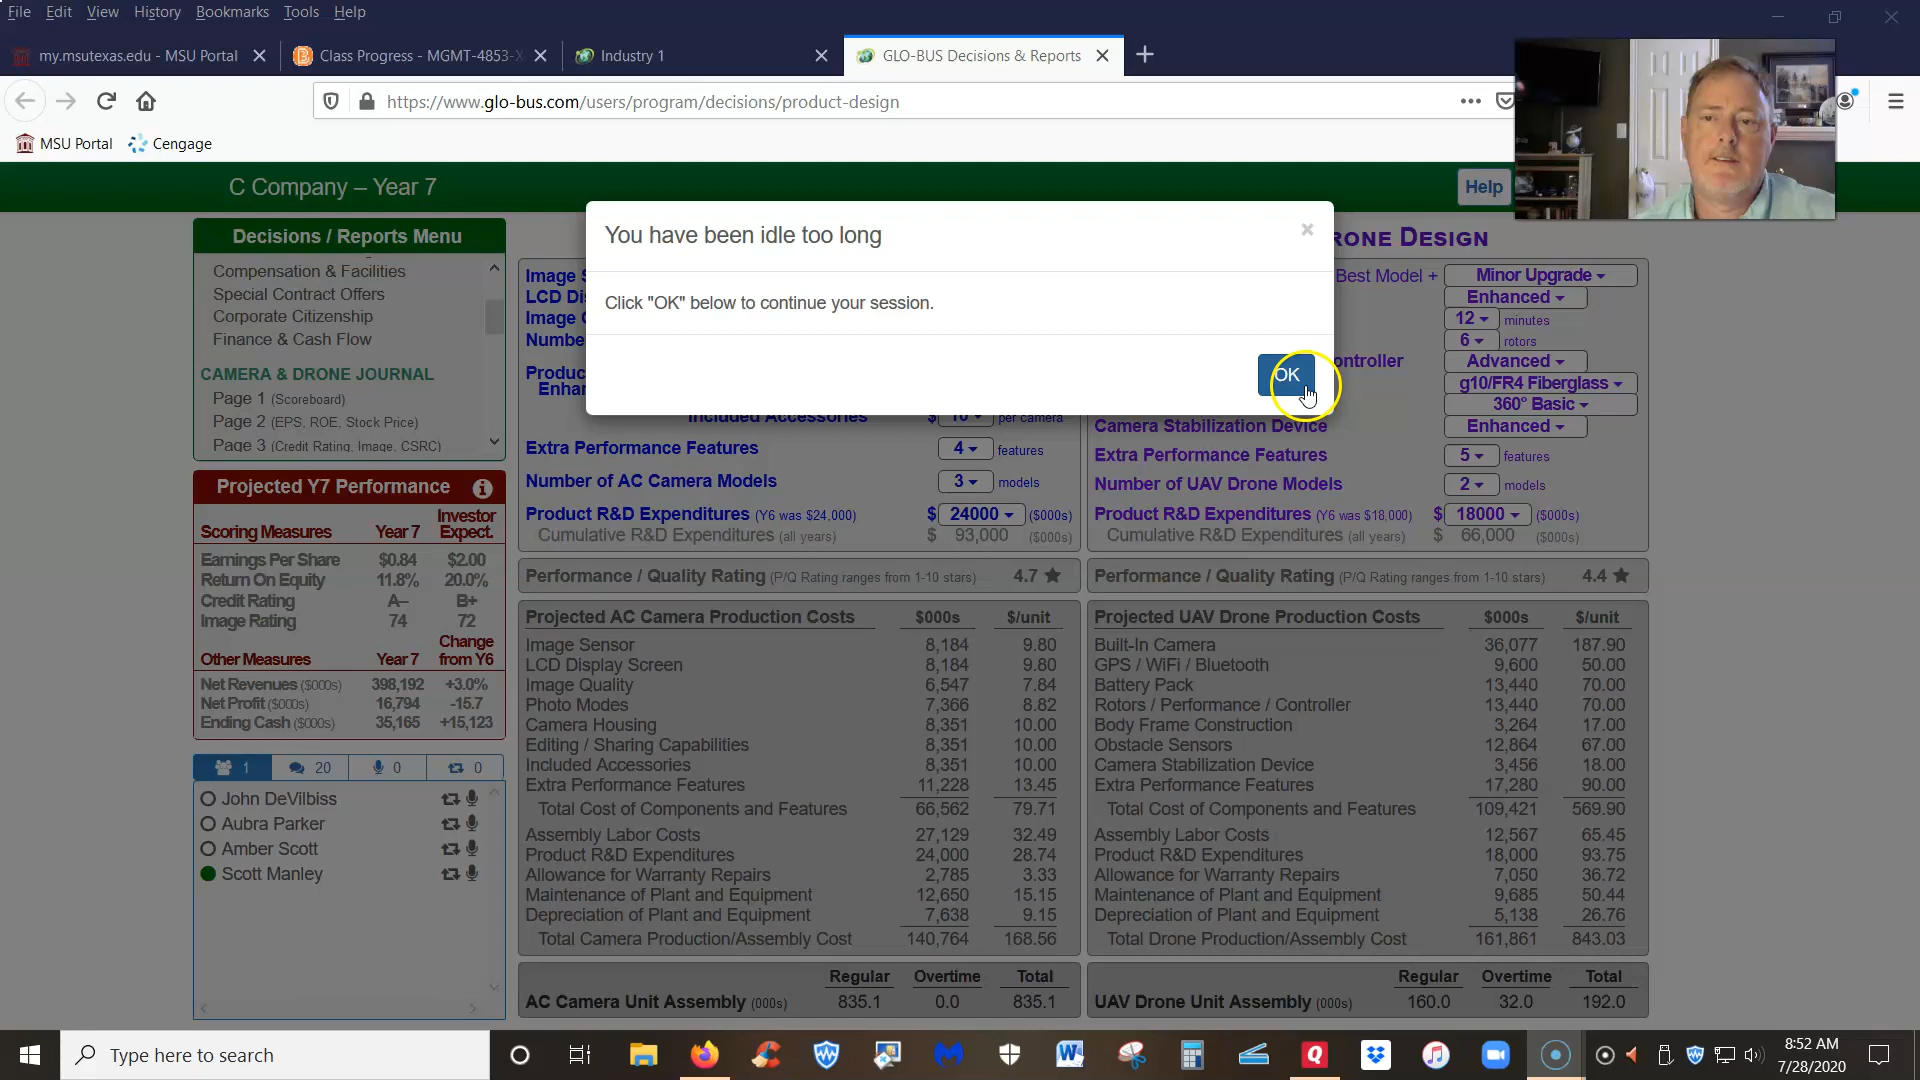 File Edit View History Bookmarks Tools Help
my.msutexas.edu - MSU Portal
Class Progress - MGMT-4853-X
Industry 1
GLO-BUS Decisions & Reports
https://www.glo-bus.com/users/program/decisions/product-design
MSU Portal Cengage
C Company – Year 7
Help
Decisions / Reports Menu
Compensation & Facilities
Special Contract Offers
Corporate Citizenship
Finance & Cash Flow
CAMERA & DRONE JOURNAL
Page 1 (Scoreboard)
Page 2 (EPS, ROE, Stock Price)
Page 3 (Credit Rating, Image, CSRC)
Projected Y7 Performance
Scoring Measures Year 7 Investor Expect.
Earnings Per Share $0.84 $2.00
Return On Equity 11.8% 20.0%
Credit Rating A– B+
Image Rating 74 72
Other Measures Year 7 Change from Y6
Net Revenues ($000s) 398,192 +3.0%
Net Profit ($000s) 16,794 -15.7
Ending Cash ($000s) 35,165 +15,123
1 20 0 0
John DeVilbiss
Aubra Parker
Amber Scott
Scott Manley
You have been idle too long
×
Click "OK" below to continue your session.
OK
Image S
LCD Di
Image
Numbe
Produc
Enhan
Included Accessories $ 10 per camera
Extra Performance Features 4 features
Number of AC Camera Models 3 models
Product R&D Expenditures (Y6 was $24,000) $ 24000 ($000s)
Cumulative R&D Expenditures (all years) $ 93,000 ($000s)
Performance / Quality Rating (P/Q Rating ranges from 1-10 stars) 4.7
Projected AC Camera Production Costs $000s $/unit
Image Sensor 8,184 9.80
LCD Display Screen 8,184 9.80
Image Quality 6,547 7.84
Photo Modes 7,366 8.82
Camera Housing 8,351 10.00
Editing / Sharing Capabilities 8,351 10.00
Included Accessories 8,351 10.00
Extra Performance Features 11,228 13.45
Total Cost of Components and Features 66,562 79.71
Assembly Labor Costs 27,129 32.49
Product R&D Expenditures 24,000 28.74
Allowance for Warranty Repairs 2,785 3.33
Maintenance of Plant and Equipment 12,650 15.15
Depreciation of Plant and Equipment 7,638 9.15
Total Camera Production/Assembly Cost 140,764 168.56
Regular Overtime Total
AC Camera Unit Assembly (000s) 835.1 0.0 835.1
RONE DESIGN
Best Model + Minor Upgrade
Enhanced
12 minutes
6 rotors
ontroller Advanced
g10/FR4 Fiberglass
360° Basic
Camera Stabilization Device Enhanced
Extra Performance Features 5 features
Number of UAV Drone Models 2 models
Product R&D Expenditures (Y6 was $18,000) $ 18000 ($000s)
Cumulative R&D Expenditures (all years) $ 66,000 ($000s)
Performance / Quality Rating (P/Q Rating ranges from 1-10 stars) 4.4
Projected UAV Drone Production Costs $000s $/unit
Built-In Camera 36,077 187.90
GPS / WiFi / Bluetooth 9,600 50.00
Battery Pack 13,440 70.00
Rotors / Performance / Controller 13,440 70.00
Body Frame Construction 3,264 17.00
Obstacle Sensors 12,864 67.00
Camera Stabilization Device 3,456 18.00
Extra Performance Features 17,280 90.00
Total Cost of Components and Features 109,421 569.90
Assembly Labor Costs 12,567 65.45
Product R&D Expenditures 18,000 93.75
Allowance for Warranty Repairs 7,050 36.72
Maintenance of Plant and Equipment 9,685 50.44
Depreciation of Plant and Equipment 5,138 26.76
Total Drone Production/Assembly Cost 161,861 843.03
Regular Overtime Total
UAV Drone Unit Assembly (000s) 160.0 32.0 192.0
Type here to search
8:52 AM
7/28/2020